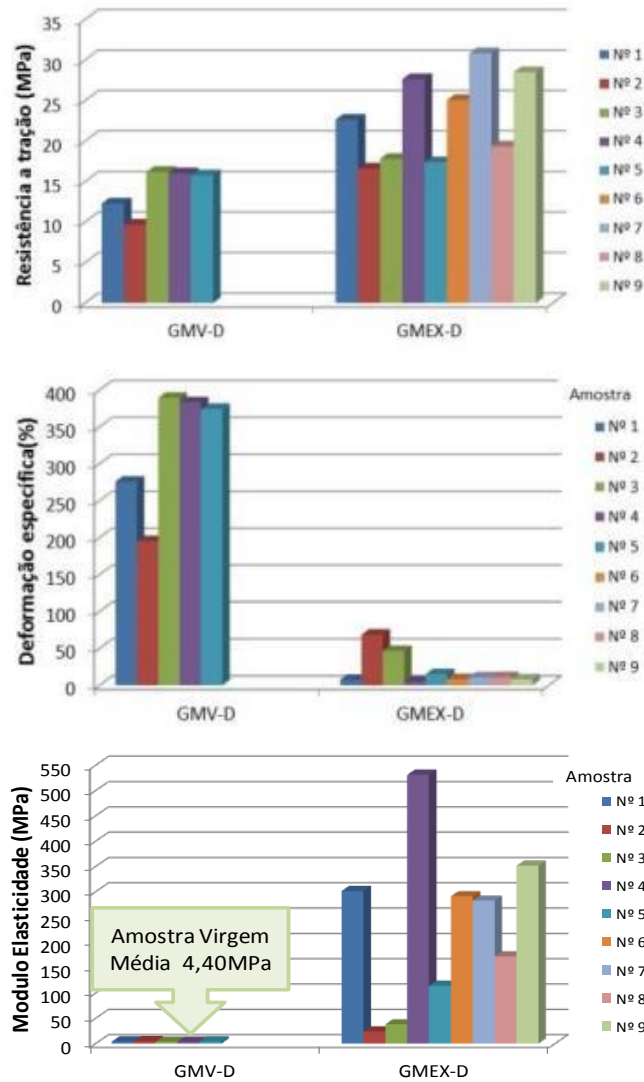 Resistência a tração (MPa)
35
30
25
20
15
10
5
0
GMV-D
GMEX-D
Nº 1
Nº 2
Nº 3
Nº 4
Nº 5
Nº 6
Nº 7
Nº 8
Nº 9
Deformação específica(%)
400
350
300
250
200
150
100
50
0
GMV-D
GMEX-D
Amostra
Nº 1
Nº 2
Nº 3
Nº 4
Nº 5
Nº 6
Nº 7
Nº 8
Nº 9
Modulo Elasticidade (MPa)
550
500
450
400
350
300
250
200
150
100
50
0
Amostra Virgem
Média 4,40MPa
GMV-D
GMEX-D
Amostra
Nº 1
Nº 2
Nº 3
Nº 4
Nº 5
Nº 6
Nº 7
Nº 8
Nº 9